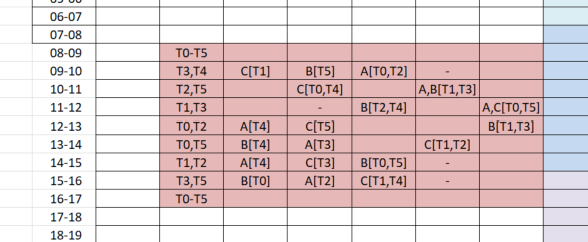 06-07
07-08
08-09 T0-T5
09-10 T3,T4 C[T1] B[T5] A[T0,T2] -
10-11 T2,T5 C[T0,T4] A,B[T1,T3]
11-12 T1,T3 - B[T2,T4] A,C[T0,T5]
12-13 T0,T2 A[T4] C[T5] B[T1,T3]
13-14 T0,T5 B[T4] A[T3] C[T1,T2]
14-15 T1,T2 A[T4] C[T3] B[T0,T5] -
15-16 T3,T5 B[T0] A[T2] C[T1,T4] -
16-17 T0-T5
17-18
18-19